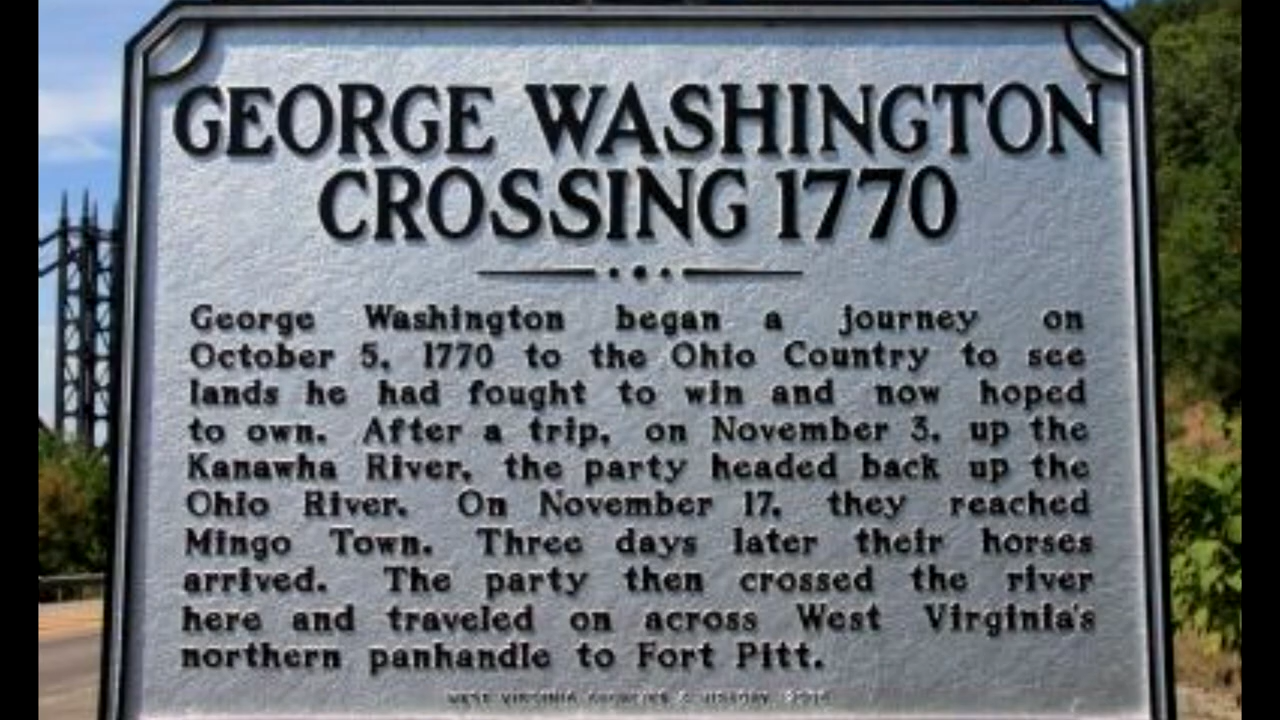 GEORGE WASHINGTON
CROSSING 1770
George Washington began a journey on
October 5, 1770 to the Ohio Country to see
lands he had fought to win and now hoped
to own. After a trip, on November 3, up the
Kanawha River, the party headed back up the
Ohio River. On November 17, they reached
Mingo Town. Three days later their horses
arrived. The party then crossed the river
here and traveled on across West Virginia's
northern panhandle to Fort Pitt.
WEST VIRGINIA